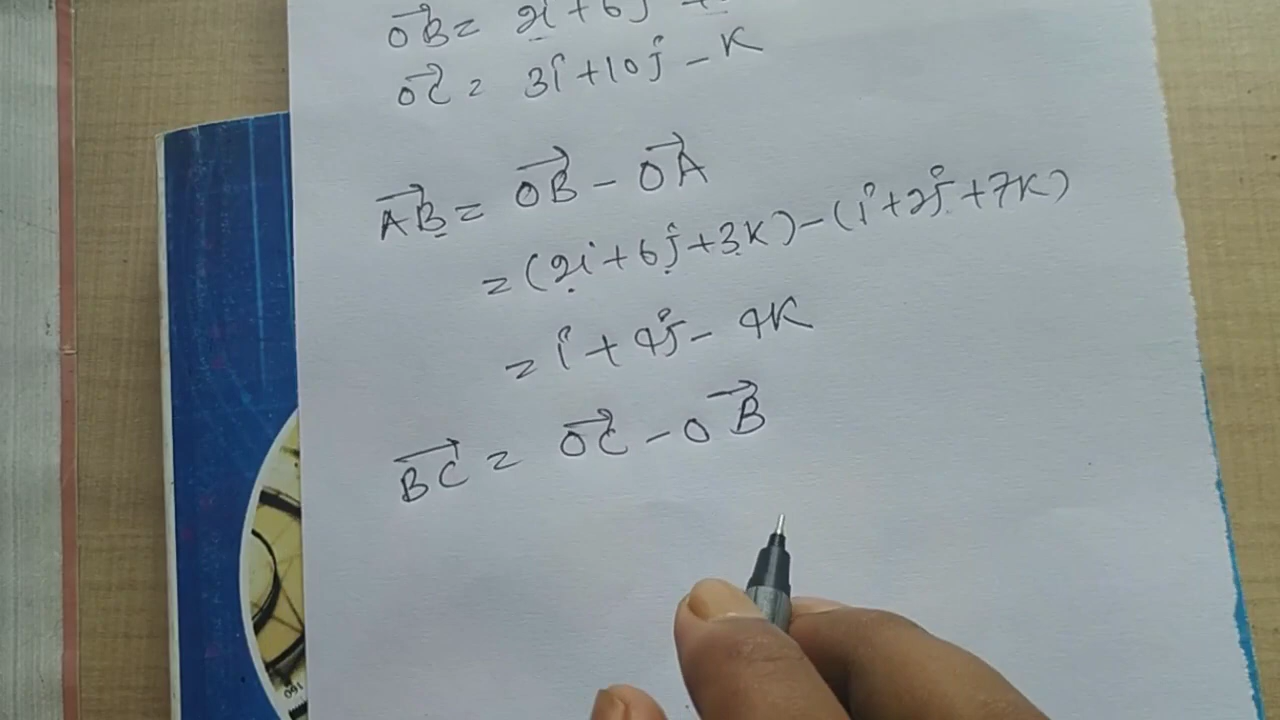 OB = 2i + 6j +
OC = 3i + 10j - K
AB = OB - OA
= (2i + 6j + 3K) - (i + 2j + 7K)
= i + 4j - 4K
BC = OC - OB
160